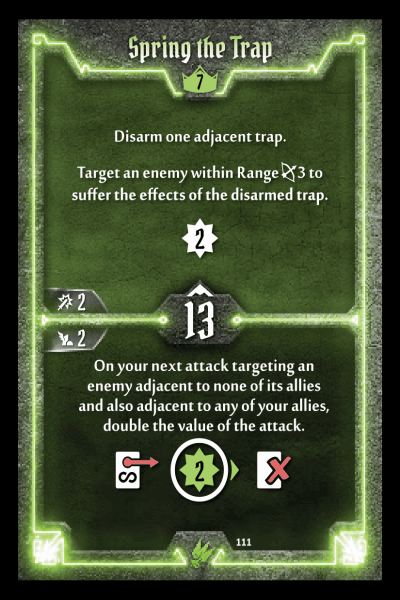 Spring the Trap
7
Disarm one adjacent trap.
Target an enemy within Range 3 to
suffer the effects of the disarmed trap.
2
2
13
2
On your next attack targeting an
enemy adjacent to none of its allies
and also adjacent to any of your allies,
double the value of the attack.
S
2
111